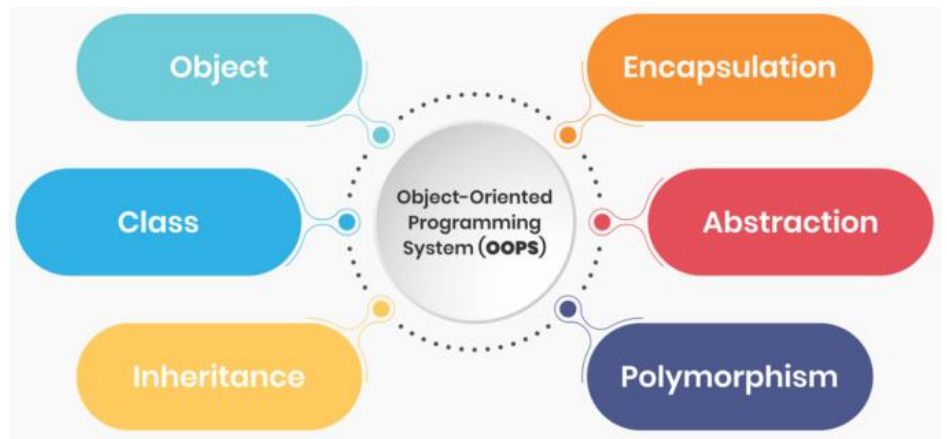 Object
Encapsulation
Class
Object-Oriented
Programming
System (OOPS)
Abstraction
Inheritance
Polymorphism